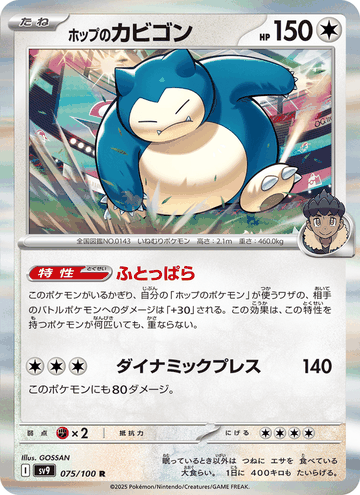 たね ホップのカビゴン HP 150
全国図鑑NO.0143 いねむりポケモン 高さ:2.1m 重さ:460.0kg
特性 とくせい ふとっぱら
このポケモンがいるかぎり、自分の「ホップのポケモン」が使うワザの、相手
のバトルポケモンへのダメージは「+30」される。この効果は、この特性を
持つポケモンが何匹いても、重ならない。
ダイナミックプレス 140
このポケモンにも80ダメージ。
弱点 ×2 抵抗力 にげる
Illus. GOSSAN
I sv9 075/100 R
眠っているとき以外は つねに エサを 食べている
大食らい。1日に 400キロも たいらげる。
©2025 Pokémon/Nintendo/Creatures/GAME FREAK.